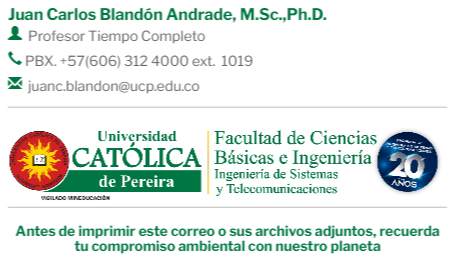 Juan Carlos Blandón Andrade, M.Sc.,Ph.D.
Profesor Tiempo Completo
PBX. +57(606) 312 4000 ext. 1019
juanc.blandon@ucp.edu.co
Universidad
CATÓLICA
de Pereira
VIGILADO MINEDUCACIÓN
Facultad de Ciencias
Básicas e Ingeniería
Ingeniería de Sistemas
y Telecomunicaciones
20
AÑOS
Antes de imprimir este correo o sus archivos adjuntos, recuerda
tu compromiso ambiental con nuestro planeta